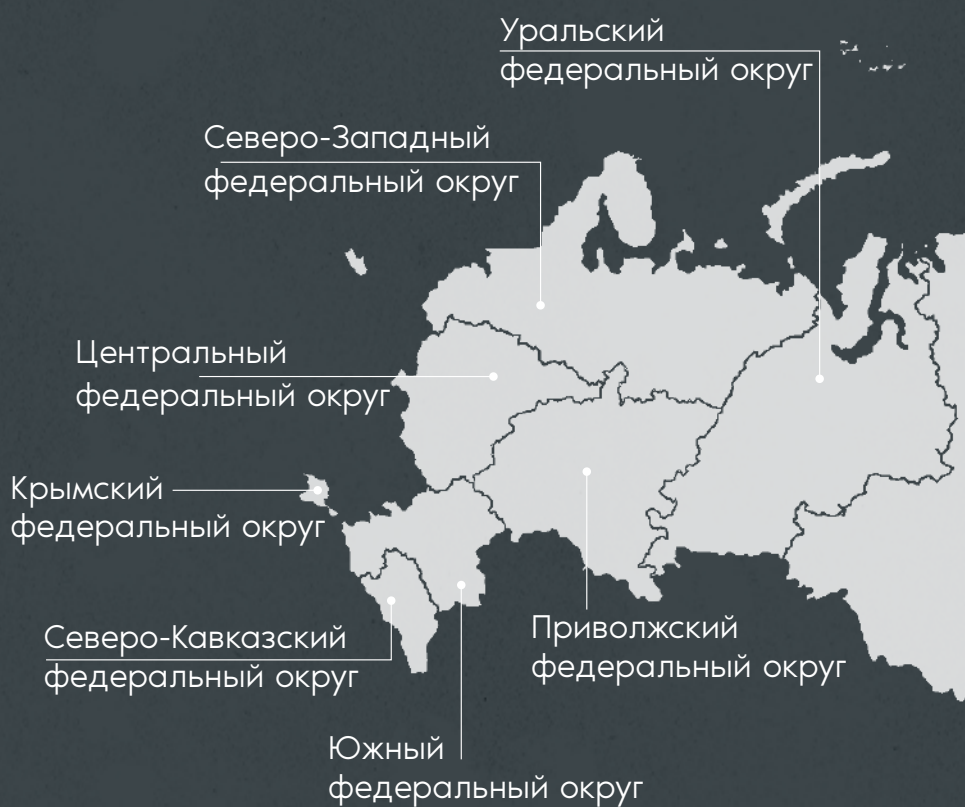 Уральский
федеральный округ
Северо-Западный
федеральный округ
Центральный
федеральный округ
Крымский
федеральный округ
Северо-Кавказский
федеральный округ
Приволжский
федеральный округ
Южный
федеральный округ